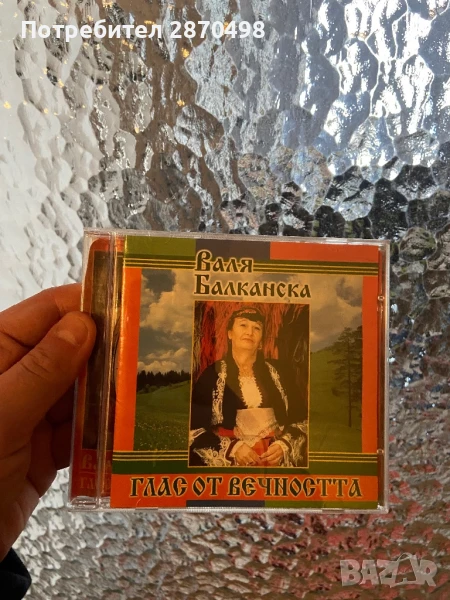 Потребител 2870498
Валя
Балканска
ГЛАС ОТ ВЕЧНОСТТА
BAZAR